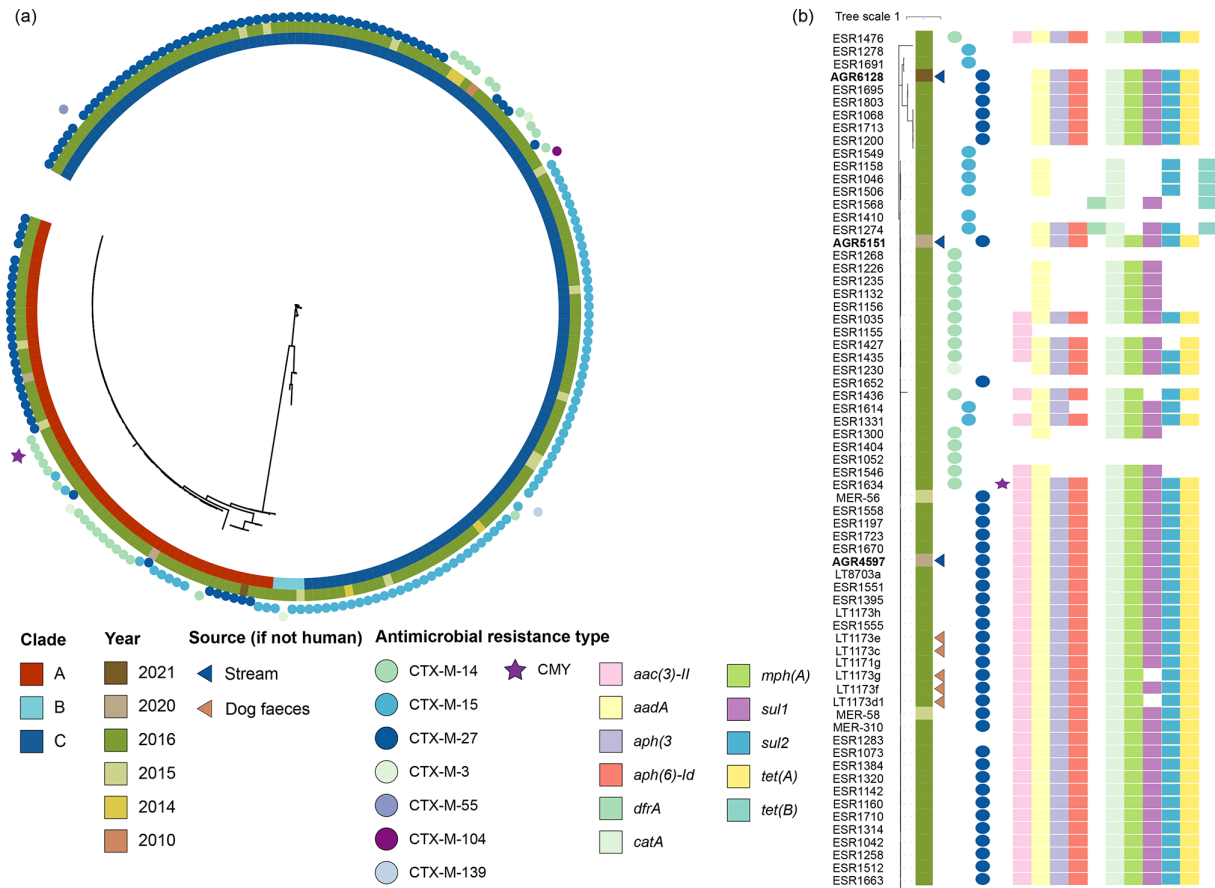 (a)
Clade
A
B
C
Year
2021
2020
2016
2015
2014
2010
Source (if not human)
Stream
Dog faeces
Antimicrobial resistance type
CTX-M-14
CTX-M-15
CTX-M-27
CTX-M-3
CTX-M-55
CTX-M-104
CTX-M-139
CMY
aac(3)-II
aadA
aph(3
aph(6)-Id
dfrA
catA
mph(A)
sul1
sul2
tet(A)
tet(B)
(b)
Tree scale 1
ESR1476
ESR1278
ESR1691
AGR6128
ESR1695
ESR1803
ESR1068
ESR1713
ESR1200
ESR1549
ESR1158
ESR1046
ESR1506
ESR1568
ESR1410
ESR1274
AGR5151
ESR1268
ESR1226
ESR1235
ESR1132
ESR1156
ESR1035
ESR1155
ESR1427
ESR1435
ESR1230
ESR1652
ESR1436
ESR1614
ESR1331
ESR1300
ESR1404
ESR1052
ESR1546
ESR1634
MER-56
ESR1558
ESR1197
ESR1723
ESR1670
AGR4597
LT8703a
ESR1551
ESR1395
LT1173h
ESR1555
LT1173e
LT1173c
LT1171g
LT1173g
LT1173f
LT1173d1
MER-58
MER-310
ESR1283
ESR1073
ESR1384
ESR1320
ESR1142
ESR1160
ESR1710
ESR1314
ESR1042
ESR1258
ESR1512
ESR1663